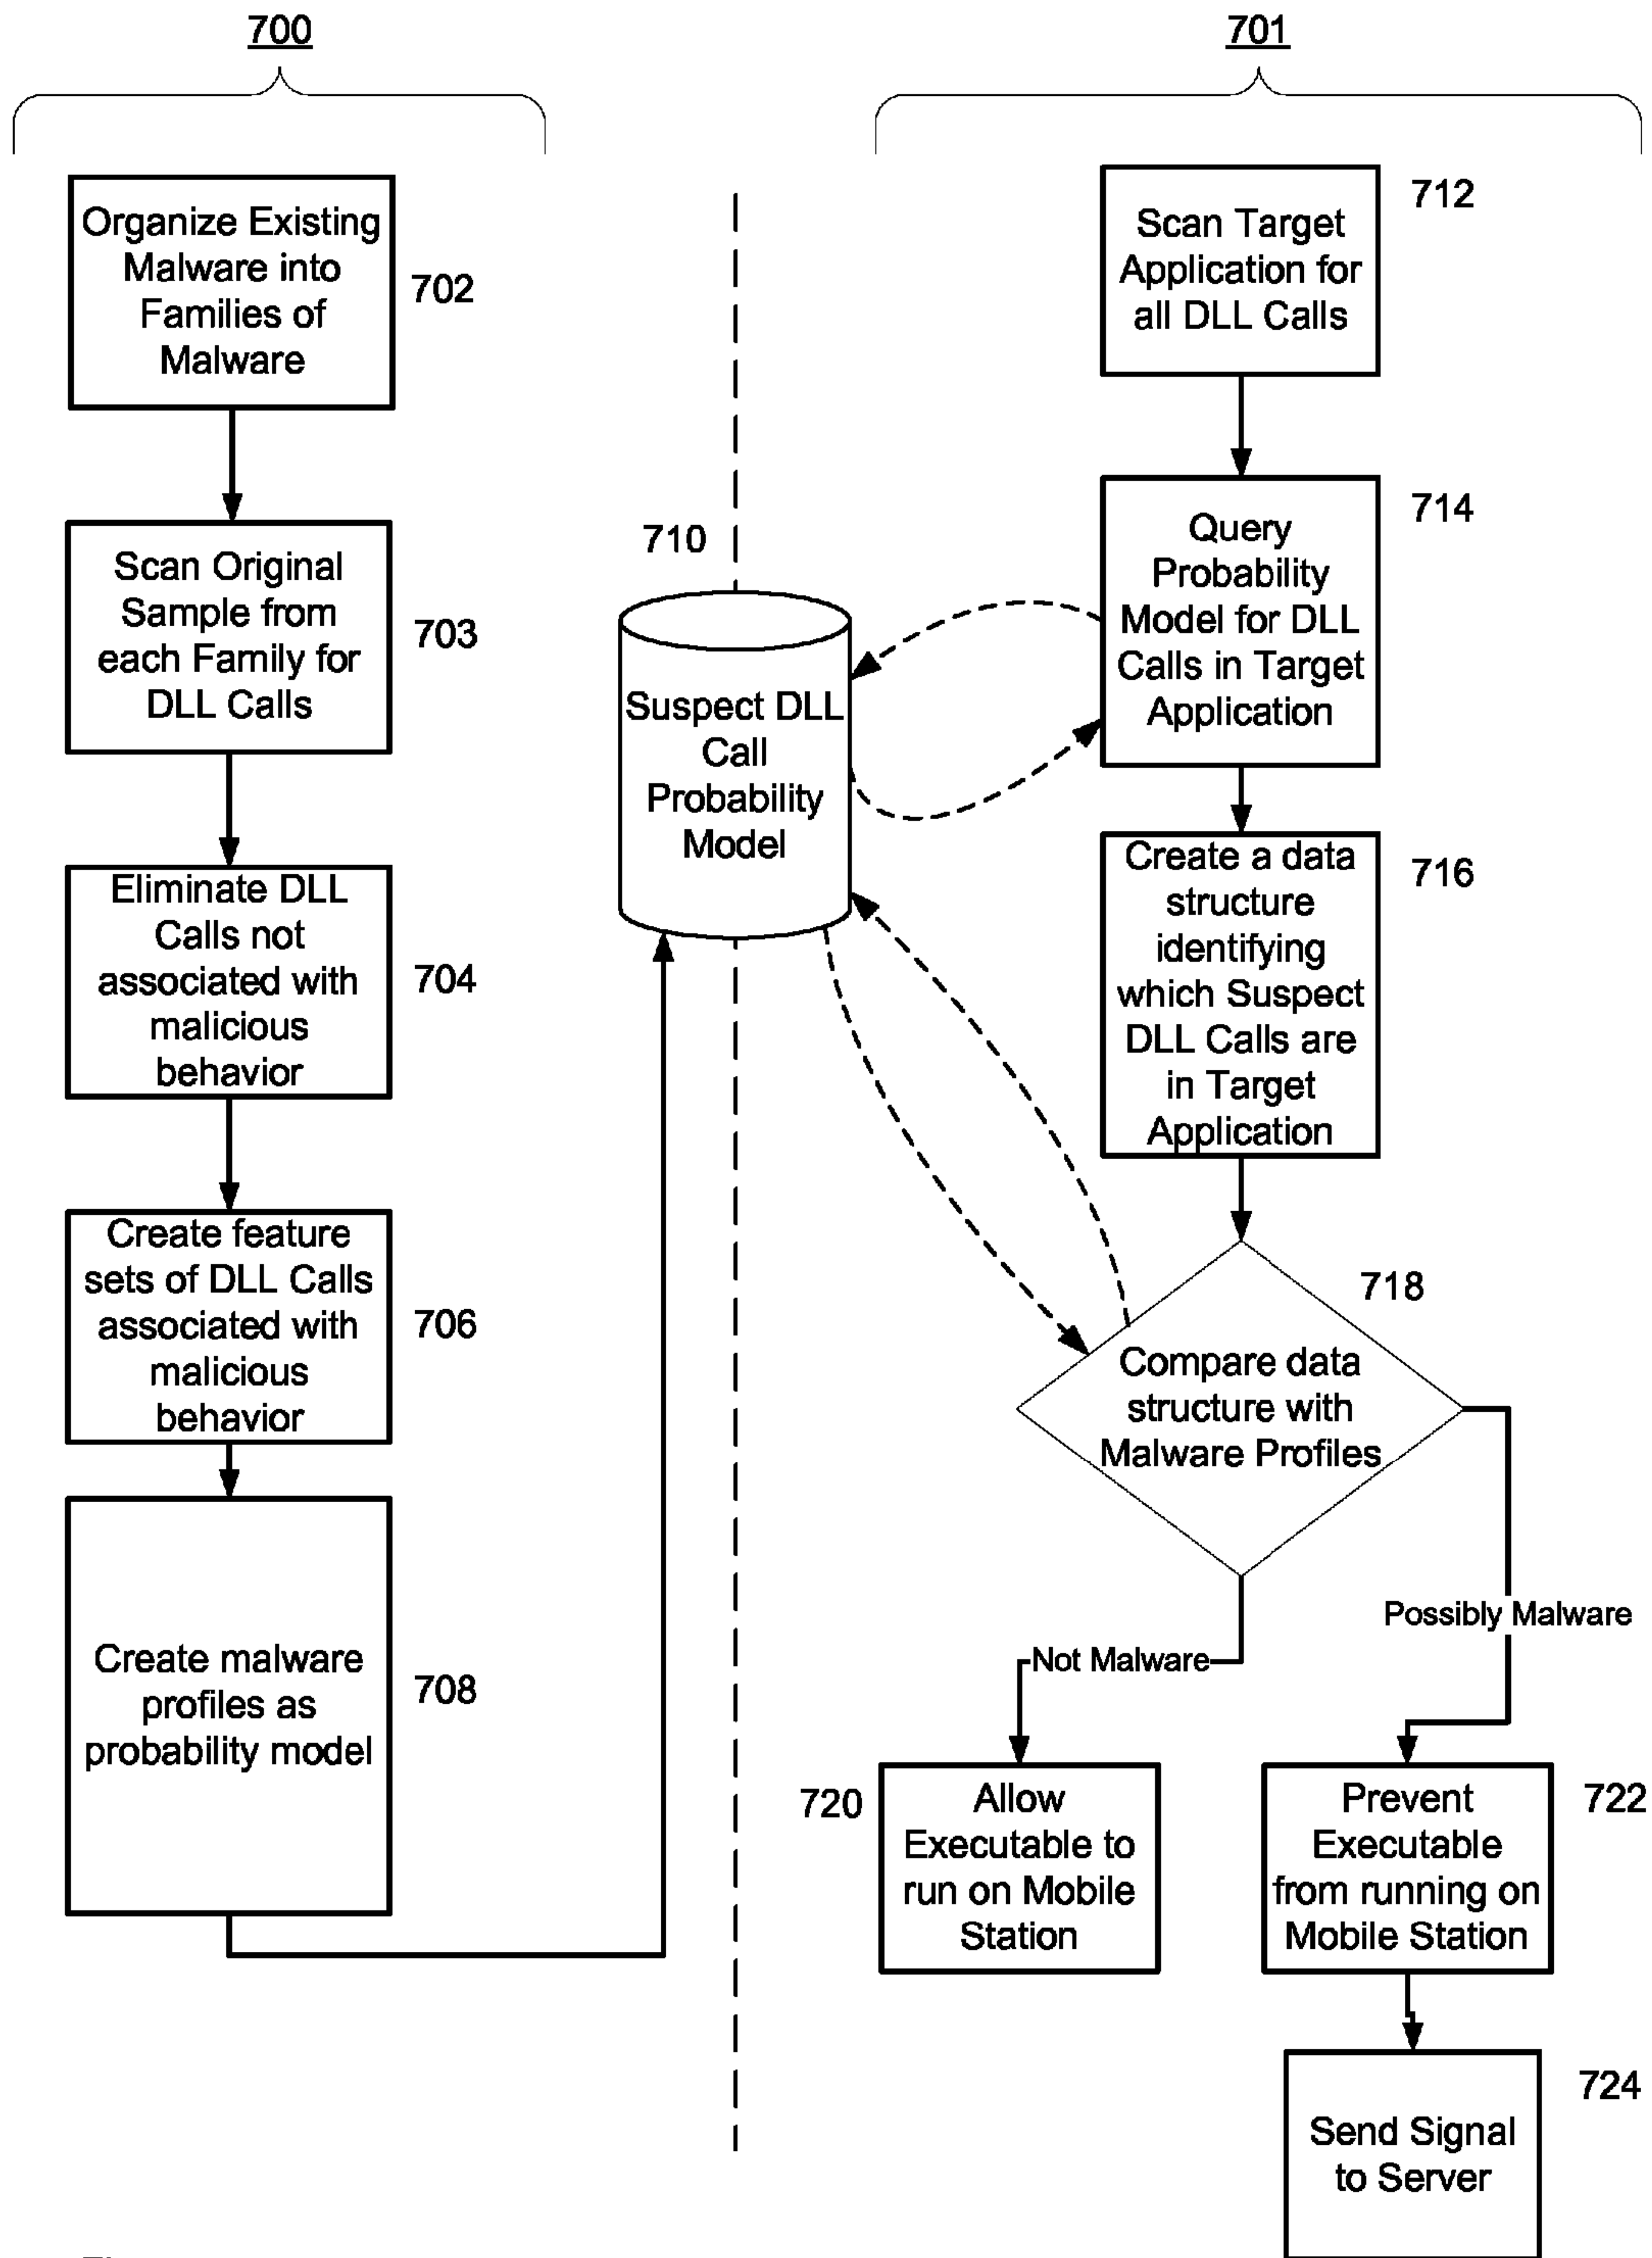 700
701
Organize Existing
Malware into
Families of
Malware
702
Scan Original
Sample from
each Family for
DLL Calls
703
Eliminate DLL
Calls not
associated with
malicious
behavior
704
Create feature
sets of DLL Calls
associated with
malicious
behavior
706
Create malware
profiles as
probability model
708
710
Suspect DLL
Call
Probability
Model
Scan Target
Application for
all DLL Calls
712
Query
Probability
Model for DLL
Calls in Target
Application
714
Create a data
structure
identifying
which Suspect
DLL Calls are
in Target
Application
716
718
Compare data
structure with
Malware Profiles
Possibly Malware
Not Malware
720
Allow
Executable to
run on Mobile
Station
Prevent
Executable
from running on
Mobile Station
722
Send Signal
to Server
724